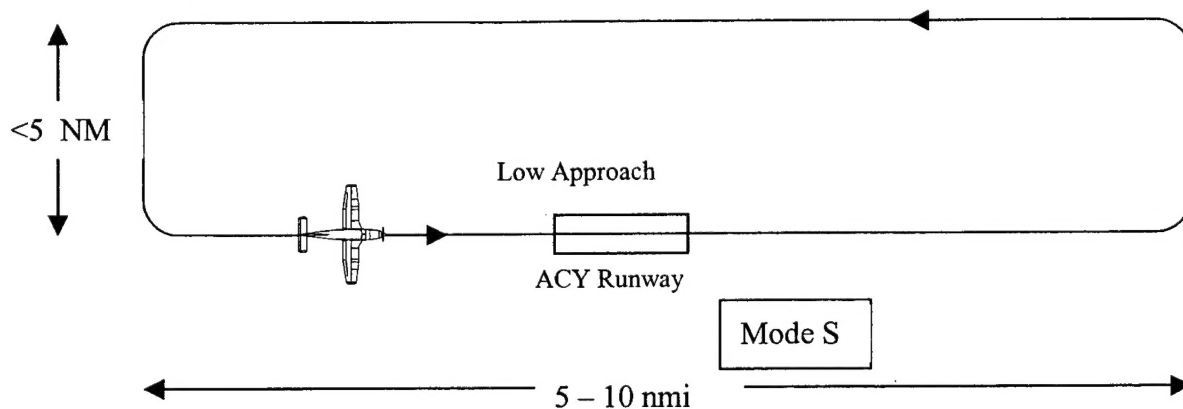 <5 NM
Low Approach
ACY Runway
Mode S
5 – 10 nmi